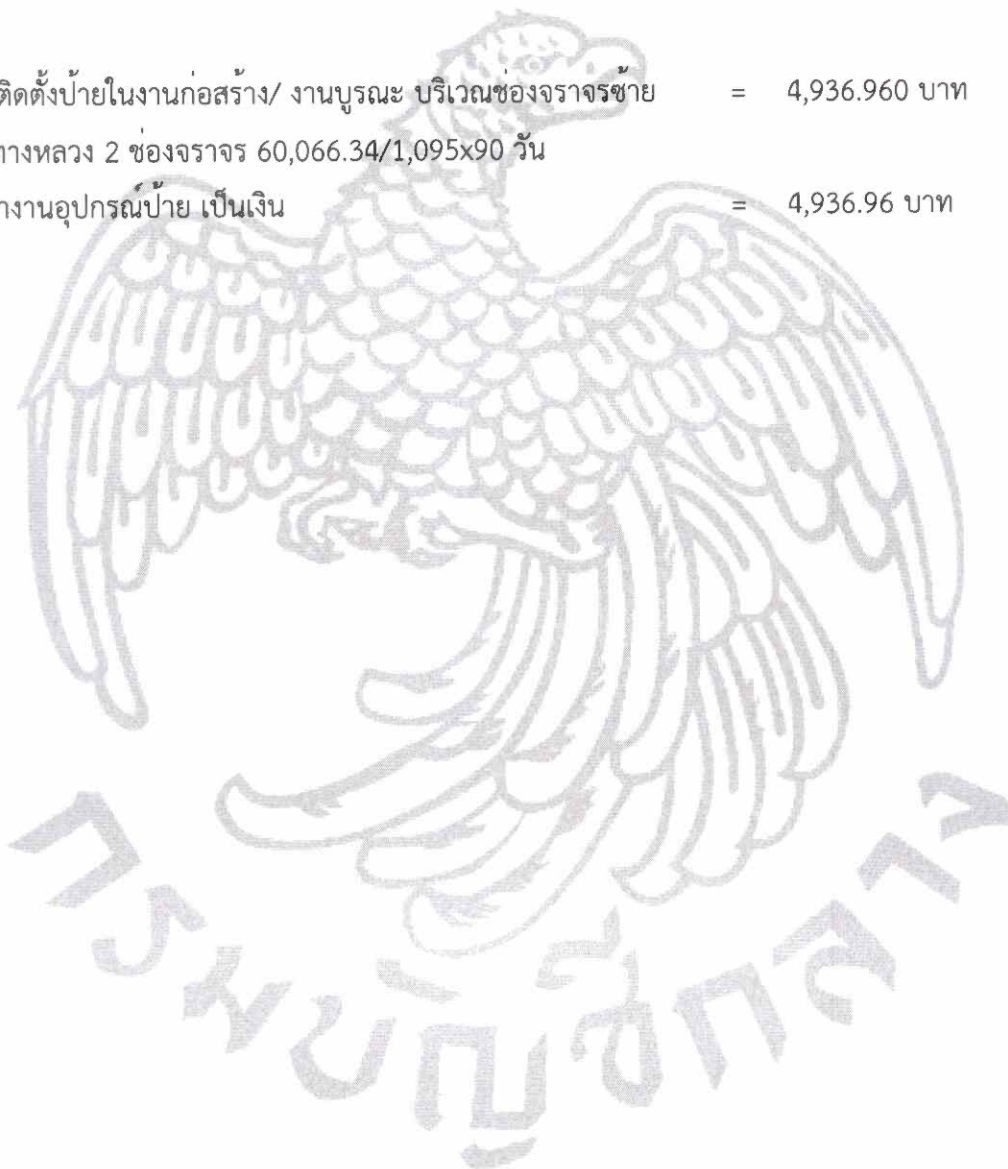 ติดตั้งป้ายในงานก่อสร้าง/ งานบูรณะ บริเวณช่องจราจรซ้าย = 4,936.960 บาท
ทางหลวง 2 ช่องจราจร 60,066.34/1,095x90 วัน
างานอุปกรณ์ป้าย เป็นเงิน = 4,936.96 บาท
กรมบัญชีกลาง